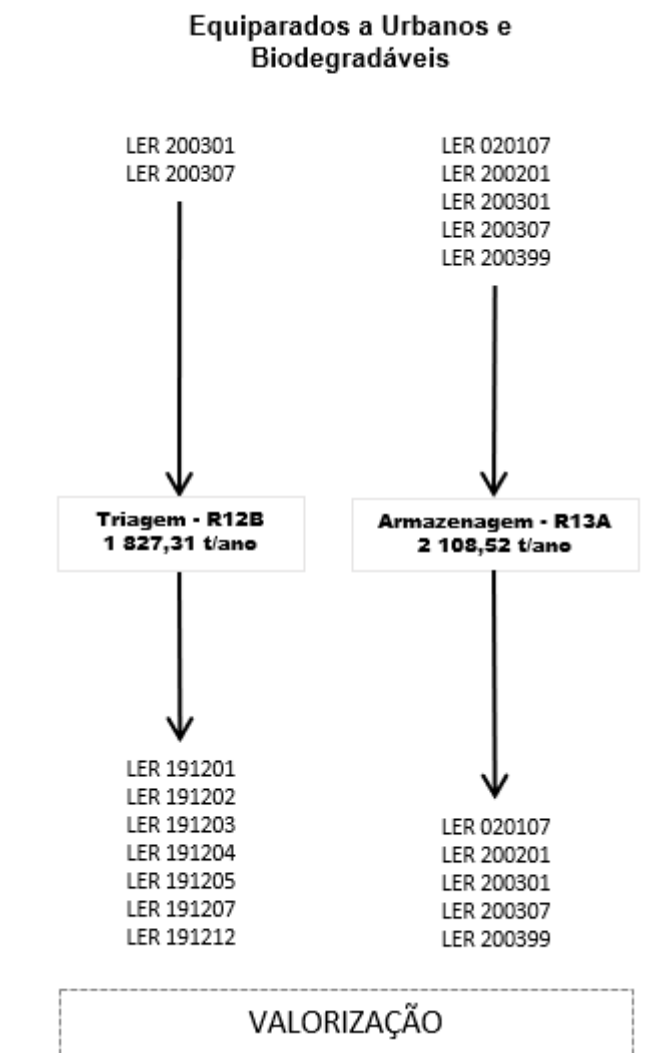 Equiparados a Urbanos e
Biodegradáveis
LER 200301
LER 200307
LER 020107
LER 200201
LER 200301
LER 200307
LER 200399
Triagem - R12B
1 827,31 t/ano
Armazenagem - R13A
2 108,52 t/ano
LER 191201
LER 191202
LER 191203
LER 191204
LER 191205
LER 191207
LER 191212
LER 020107
LER 200201
LER 200301
LER 200307
LER 200399
VALORIZAÇÃO